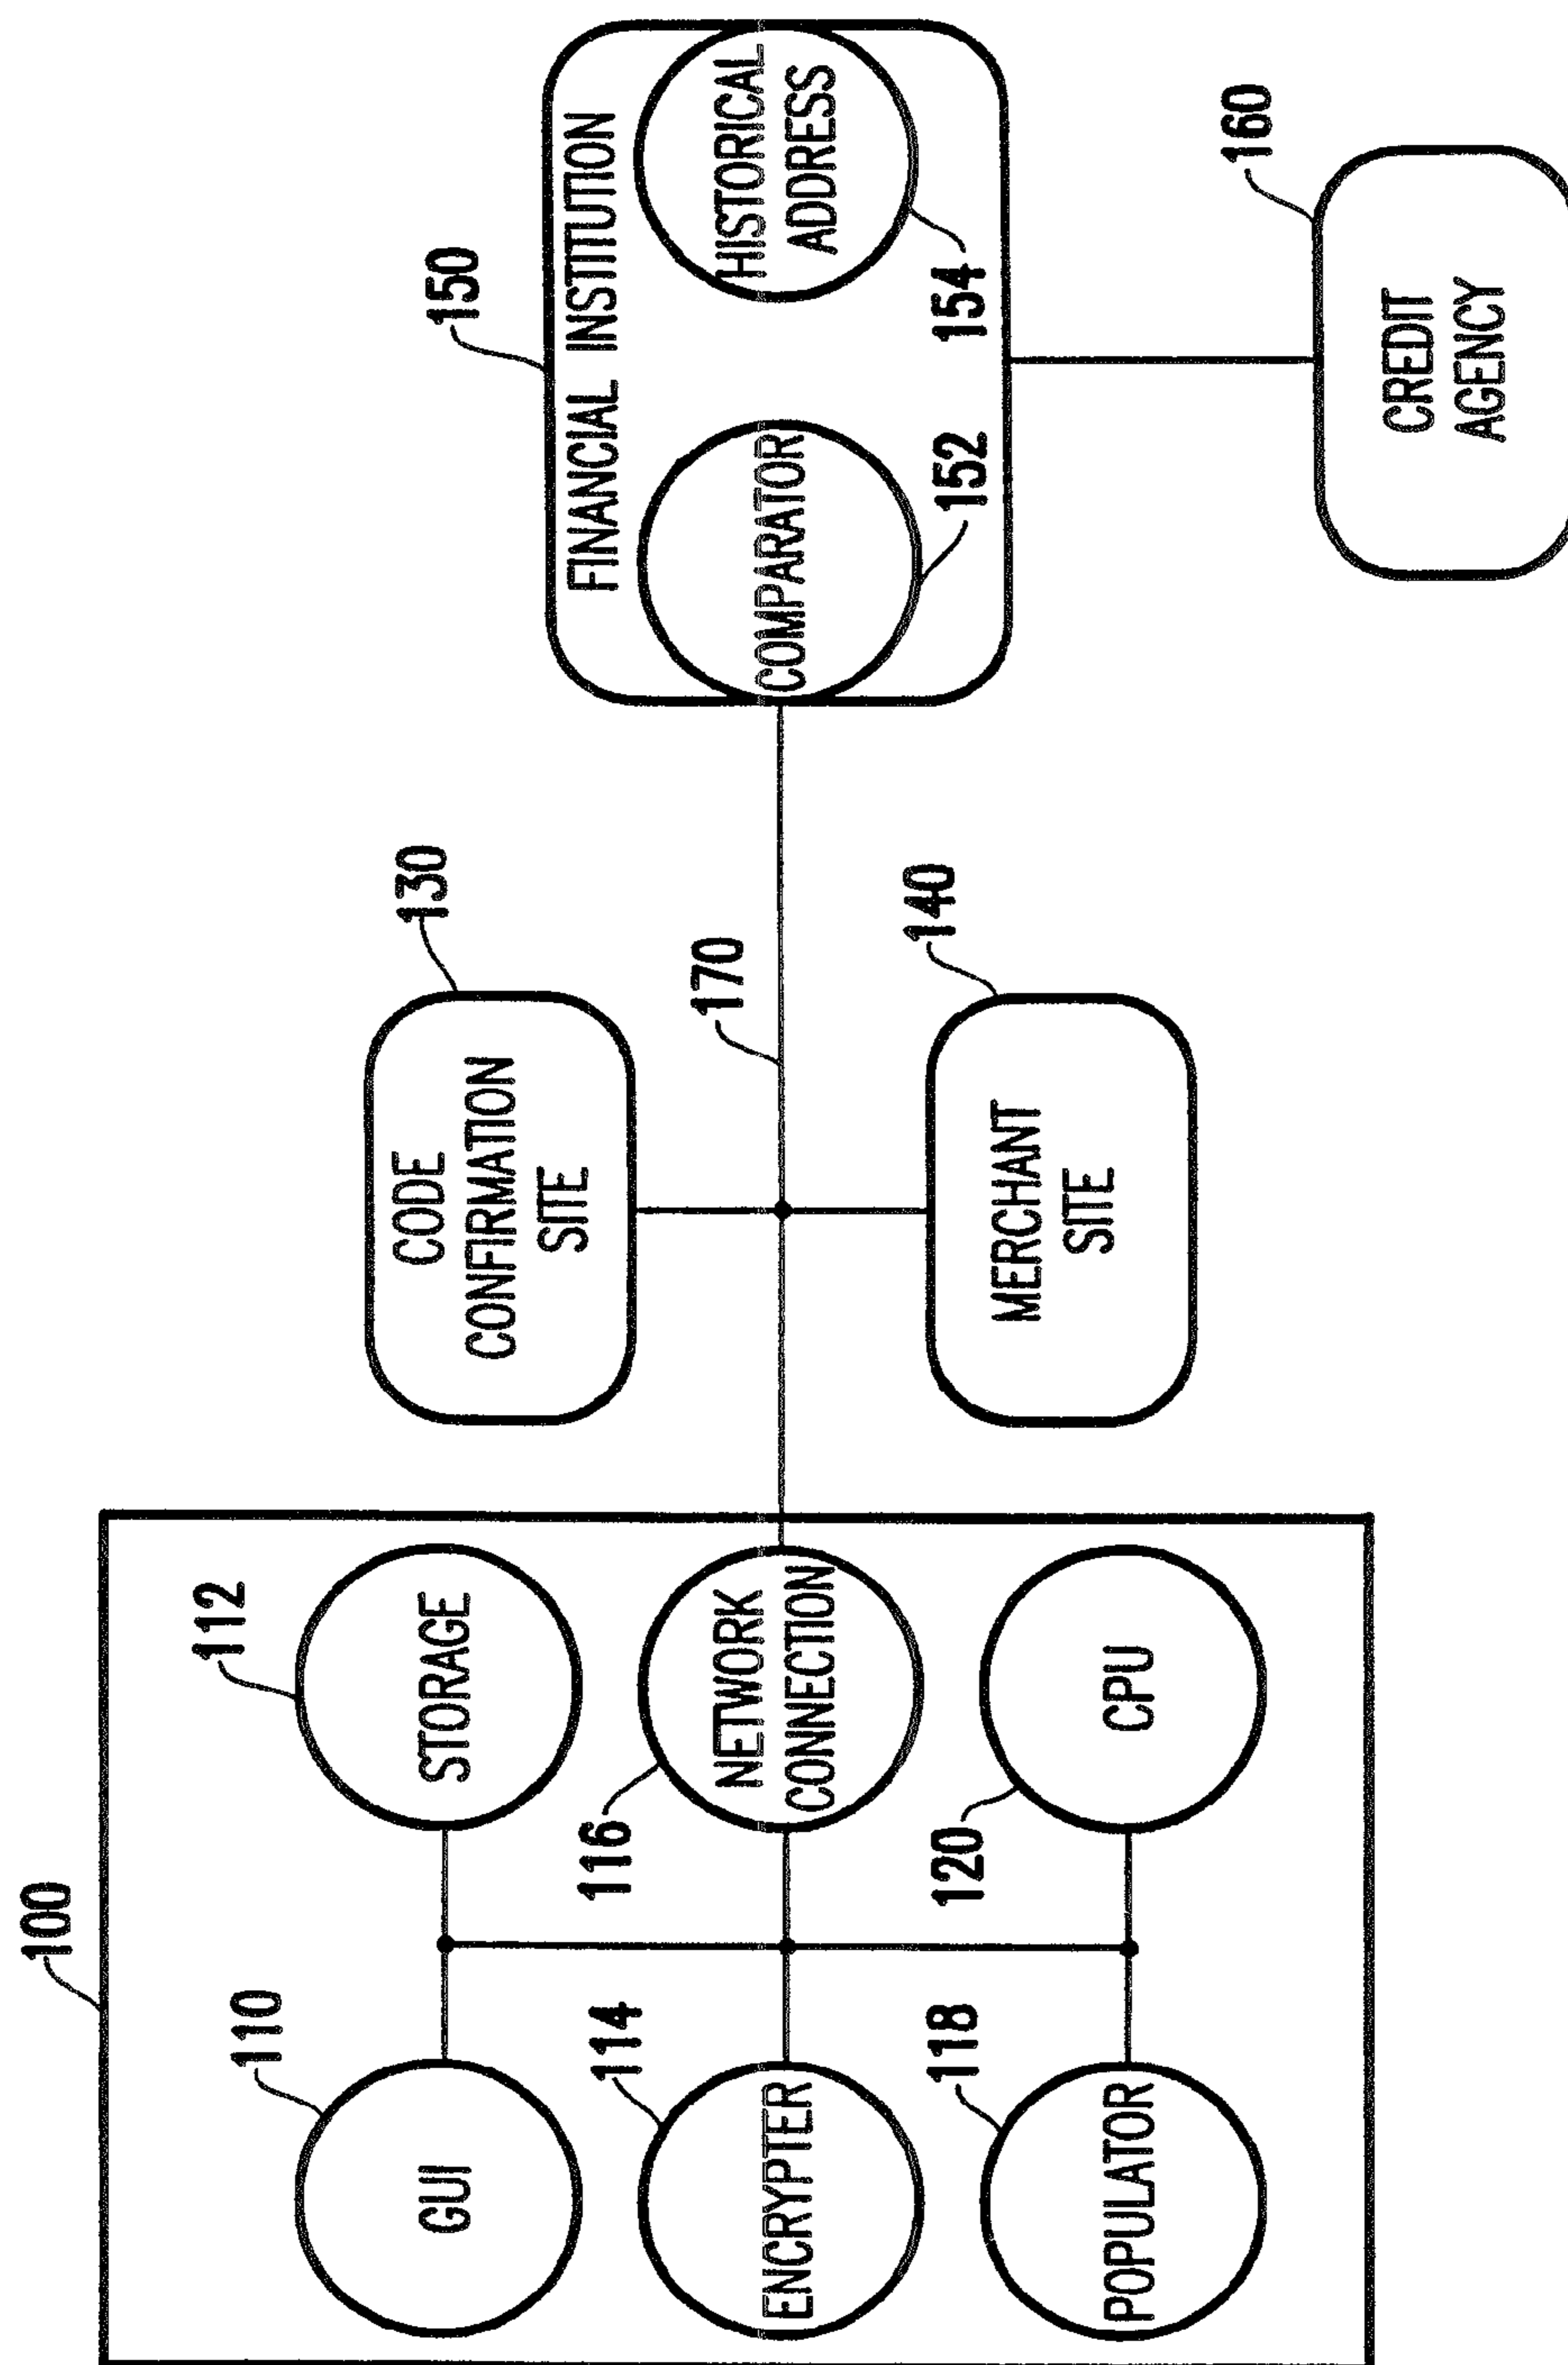 100
110
GUI
112
STORAGE
114
ENCRYPTER
116
NETWORK
CONNECTION
118
POPULATOR
120
CPU
130
CODE
CONFIRMATION
SITE
170
140
MERCHANT
SITE
150
FINANCIAL INSTITUTION
COMPARATOR
152
HISTORICAL
ADDRESS
154
160
CREDIT
AGENCY